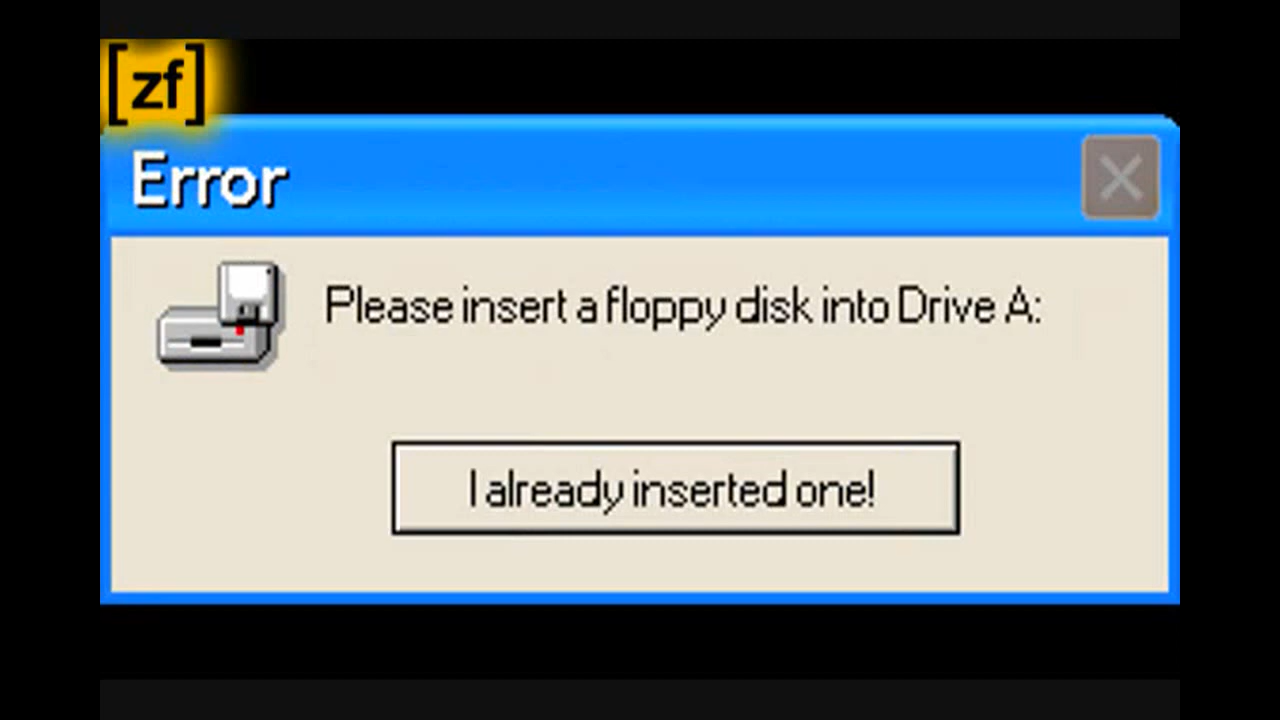 [zf]
Error
Please insert a floppy disk into Drive A:
I already inserted one!